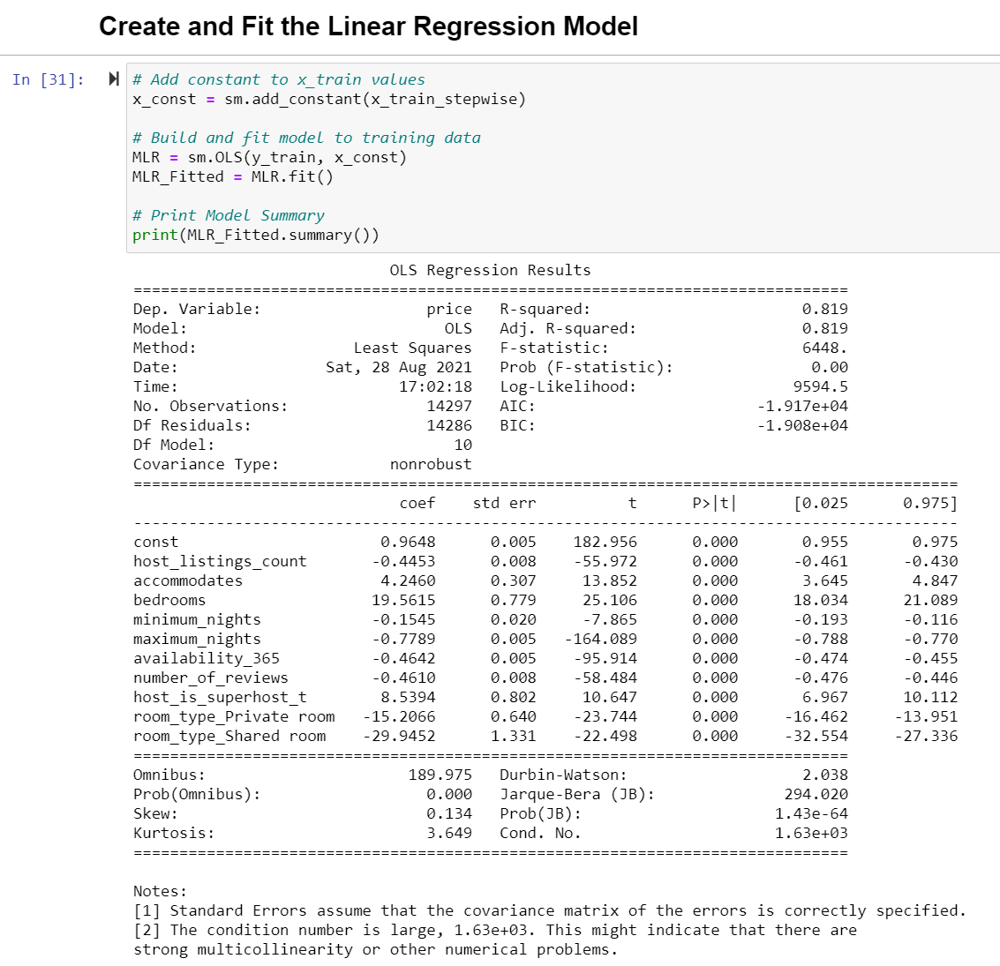 Create and Fit the Linear Regression Model
In [31]:
# Add constant to x_train values
x_const = sm.add_constant(x_train_stepwise)
# Build and fit model to training data
MLR = sm.OLS(y_train, x_const)
MLR_Fitted = MLR.fit()
# Print Model Summary
print(MLR_Fitted.summary())
OLS Regression Results
==============================================================================
Dep. Variable: price R-squared: 0.819
Model: OLS Adj. R-squared: 0.819
Method: Least Squares F-statistic: 6448.
Date: Sat, 28 Aug 2021 Prob (F-statistic): 0.00
Time: 17:02:18 Log-Likelihood: 9594.5
No. Observations: 14297 AIC: -1.917e+04
Df Residuals: 14286 BIC: -1.908e+04
Df Model: 10
Covariance Type: nonrobust
==========================================================================================
coef std err t P>|t| [0.025 0.975]
------------------------------------------------------------------------------------------
const 0.9648 0.005 182.956 0.000 0.955 0.975
host_listings_count -0.4453 0.008 -55.972 0.000 -0.461 -0.430
accommodates 4.2460 0.307 13.852 0.000 3.645 4.847
bedrooms 19.5615 0.779 25.106 0.000 18.034 21.089
minimum_nights -0.1545 0.020 -7.865 0.000 -0.193 -0.116
maximum_nights -0.7789 0.005 -164.089 0.000 -0.788 -0.770
availability_365 -0.4642 0.005 -95.914 0.000 -0.474 -0.455
number_of_reviews -0.4610 0.008 -58.484 0.000 -0.476 -0.446
host_is_superhost_t 8.5394 0.802 10.647 0.000 6.967 10.112
room_type_Private room -15.2066 0.640 -23.744 0.000 -16.462 -13.951
room_type_Shared room -29.9452 1.331 -22.498 0.000 -32.554 -27.336
==============================================================================
Omnibus: 189.975 Durbin-Watson: 2.038
Prob(Omnibus): 0.000 Jarque-Bera (JB): 294.020
Skew: 0.134 Prob(JB): 1.43e-64
Kurtosis: 3.649 Cond. No. 1.63e+03
==============================================================================
Notes:
[1] Standard Errors assume that the covariance matrix of the errors is correctly specified.
[2] The condition number is large, 1.63e+03. This might indicate that there are
strong multicollinearity or other numerical problems.